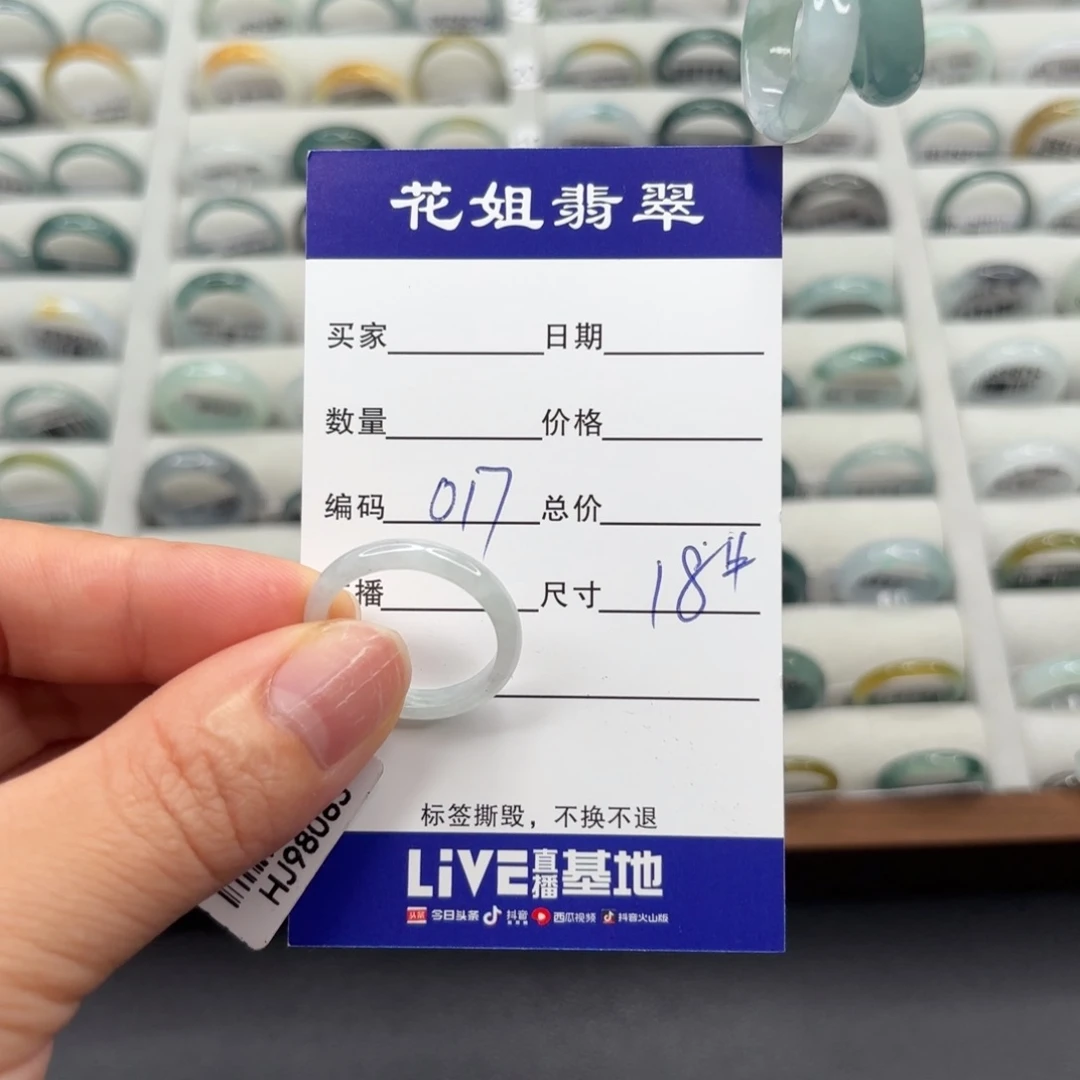 花姐翡翠
买家 日期
数量 价格
编码 017 总价
播 尺寸 18#
标签撕毁，不换不退
LiVE直播基地
头条 今日头条 抖音 西瓜视频 抖音火山版